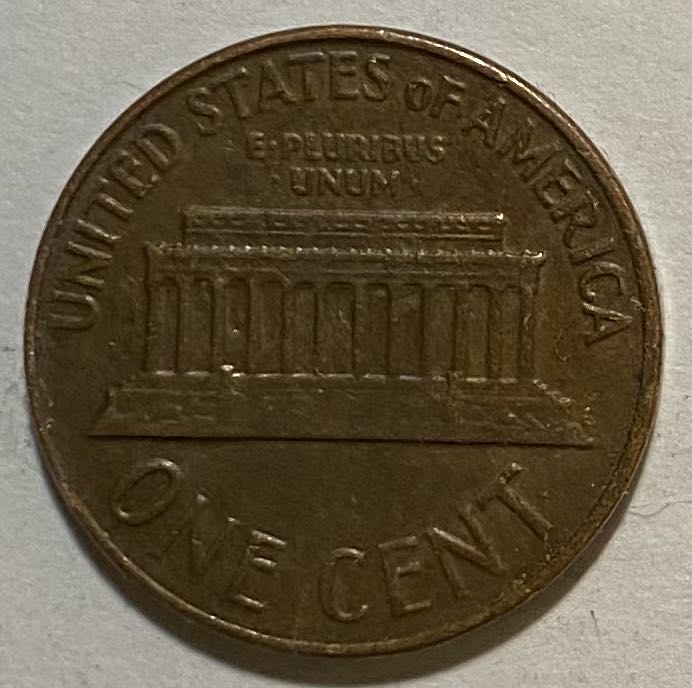 UNITED STATES OF AMERICA
E·PLURIBUS
·UNUM·
ONE CENT